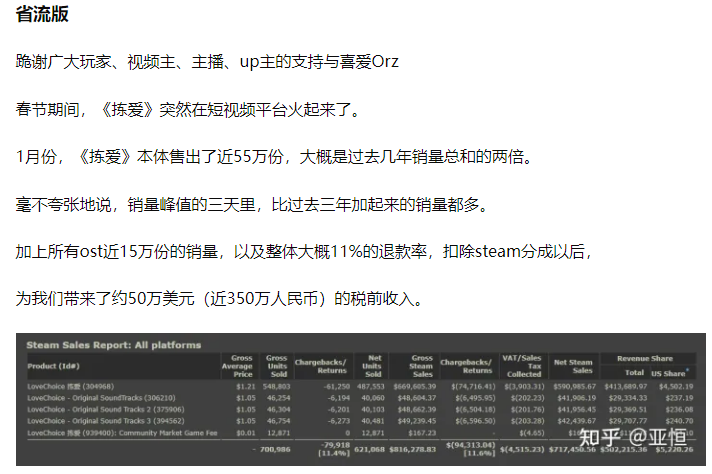 省流版
跪谢广大玩家、视频主、主播、up主的支持与喜爱Orz
春节期间，《拣爱》突然在短视频平台火起来了。
1月份，《拣爱》本体售出了近55万份，大概是过去几年销量总和的两倍。
毫不夸张地说，销量峰值的三天里，比过去三年加起来的销量都多。
加上所有ost近15万份的销量，以及整体大概11%的退款率，扣除steam分成以后，
为我们带来了约50万美元（近350万人民币）的税前收入。
Steam Sales Report: All platforms
Product (Id#) Gross Average Price Gross Units Sold Chargebacks/Returns Net Units Sold Gross Steam Sales Chargebacks/Returns VAT/Sales Tax Collected Net Steam Sales Revenue Share Total US Share*
LoveChoice 拣爱 (304968) $1.21 548,803 -61,250 487,553 $669,605.39 $(74,716.41) $(3,903.31) $590,985.67 $413,689.97 $4,502.19
LoveChoice - Original SoundTracks (306210) $1.05 46,254 -6,194 40,060 $48,604.37 $(6,495.95) $(202.23) $41,906.19 $29,334.33 $237.19
LoveChoice - Original Sound Tracks 2 (375906) $1.05 46,304 -6,201 40,103 $48,662.39 $(6,504.18) $(201.76) $41,956.45 $29,369.51 $236.08
LoveChoice - Original Sound Tracks 3 (394562) $1.05 46,754 -6,273 40,481 $49,239.45 $(6,596.50) $(203.28) $42,439.67 $29,707.77 $240.70
LoveChoice 拣爱 (939400): Community Market Game Fee $0.01 12,871 0 12,871 $167.23 $(4.65)
- 700,986 -79,918 [11.4%] 621,068 $816,278.83 $(94,313.04) [11.6%] $(4,515.23) $717,450.56 $502,215.36 $5,220.26
知乎 @亚恒